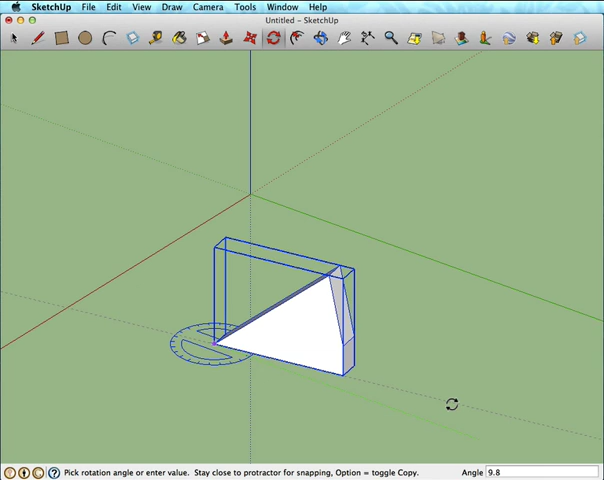 SketchUp File Edit View Draw Camera Tools Window Help
Untitled – SketchUp
Pick rotation angle or enter value. Stay close to protractor for snapping, Option = toggle Copy. Angle 9.8